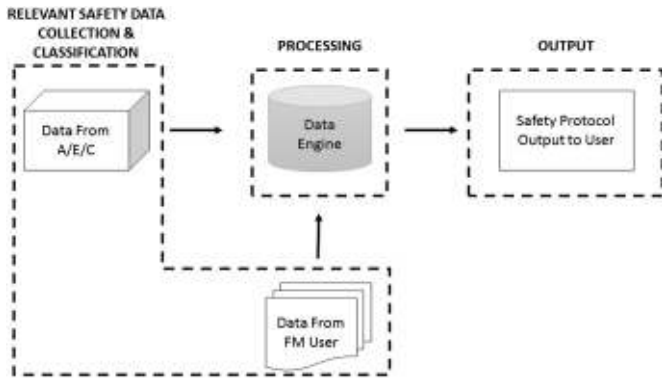 RELEVANT SAFETY DATA
COLLECTION &
CLASSIFICATION
PROCESSING
OUTPUT
Data From
A/E/C
Data
Engine
Safety Protocol
Output to User
Data From
FM User